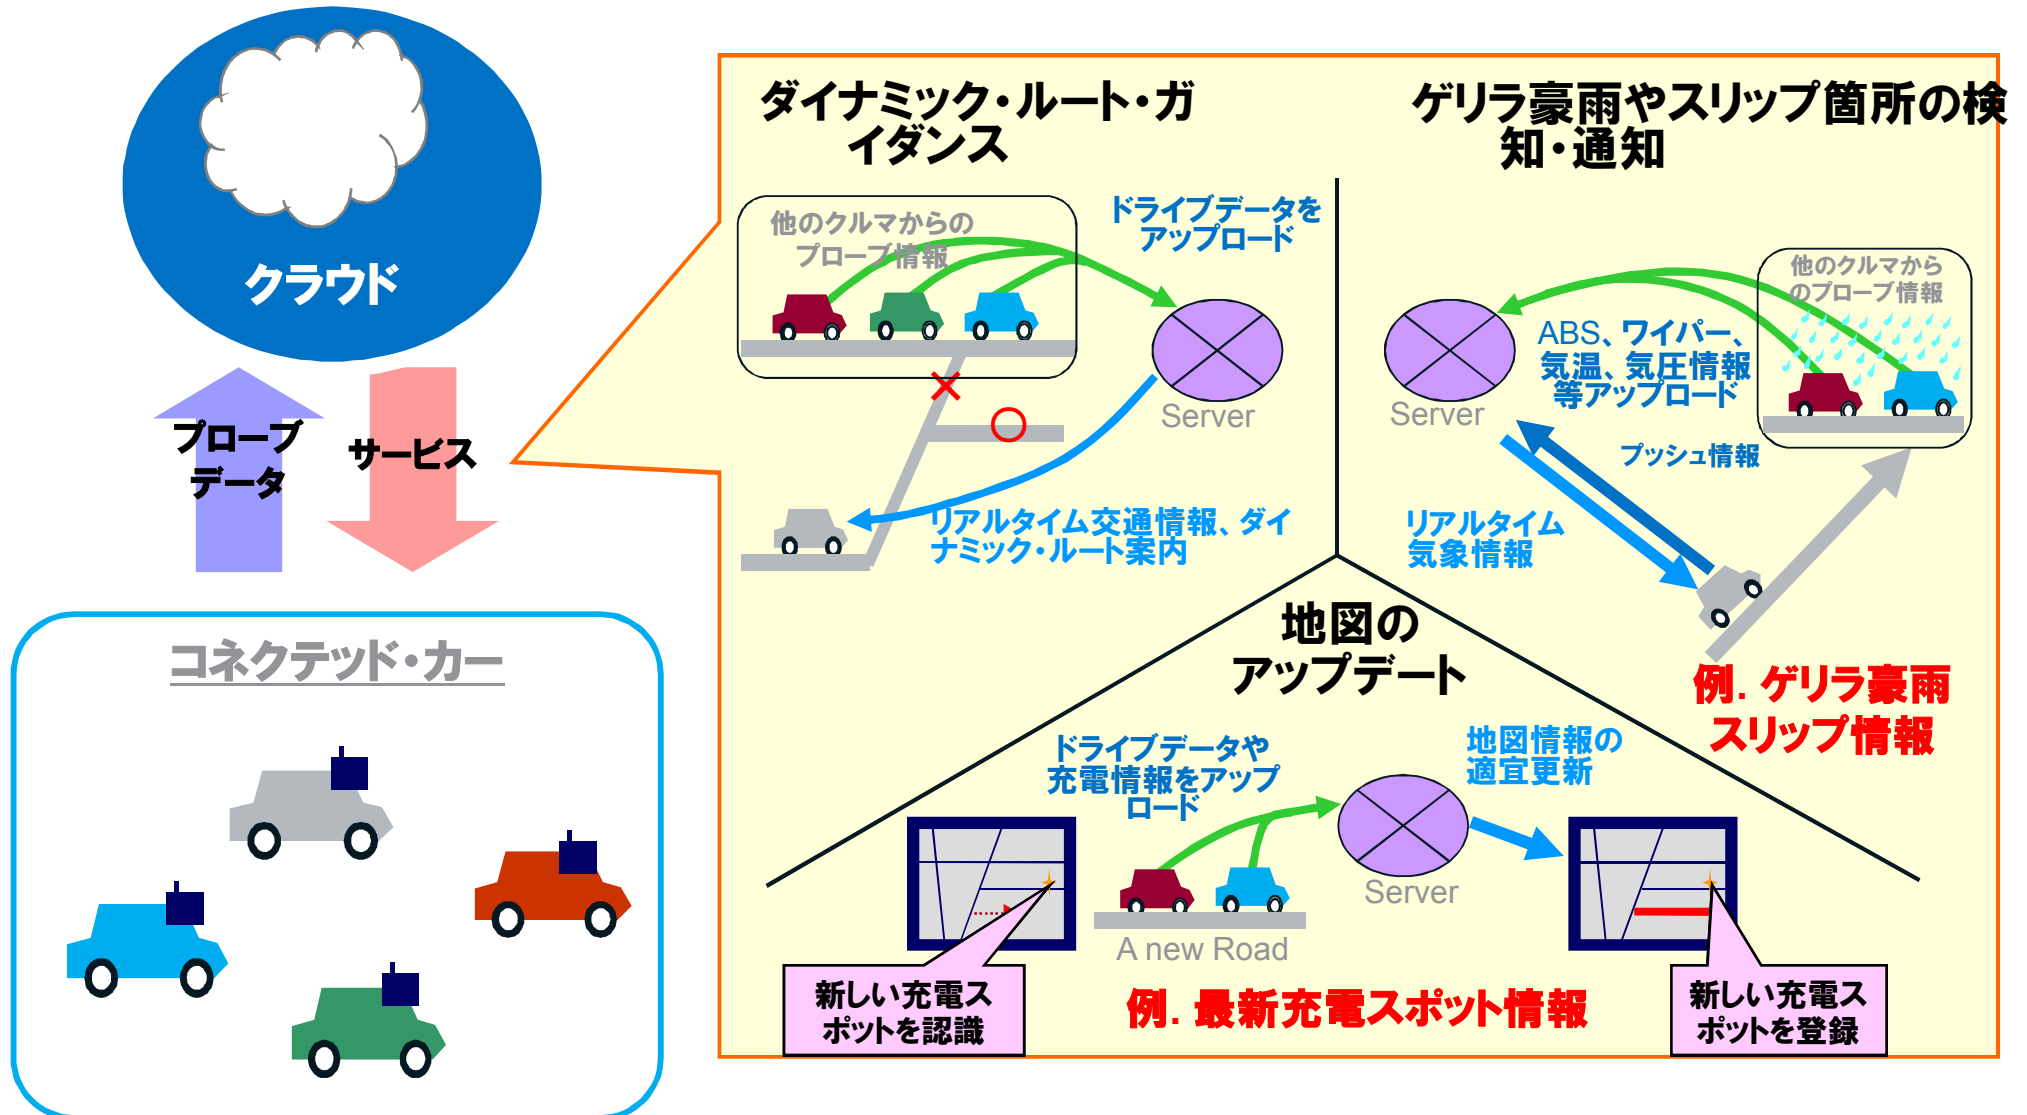 クラウド
プローブ
データ
サービス
コネクテッド・カー
ダイナミック・ルート・ガ
イダンス
他のクルマからの
プローブ情報
ドライブデータを
アップロード
Server
リアルタイム交通情報、ダイ
ナミック・ルート案内
ゲリラ豪雨やスリップ箇所の検
知・通知
他のクルマから
のプローブ情報
ABS、ワイパー、
気温、気圧情報
等アップロード
Server
プッシュ情報
リアルタイム
気象情報
例．ゲリラ豪雨
スリップ情報
地図の
アップデート
ドライブデータや
充電情報をアップ
ロード
地図情報の
適宜更新
Server
A new Road
新しい充電ス
ポットを認識
例．最新充電スポット情報
新しい充電ス
ポットを登録